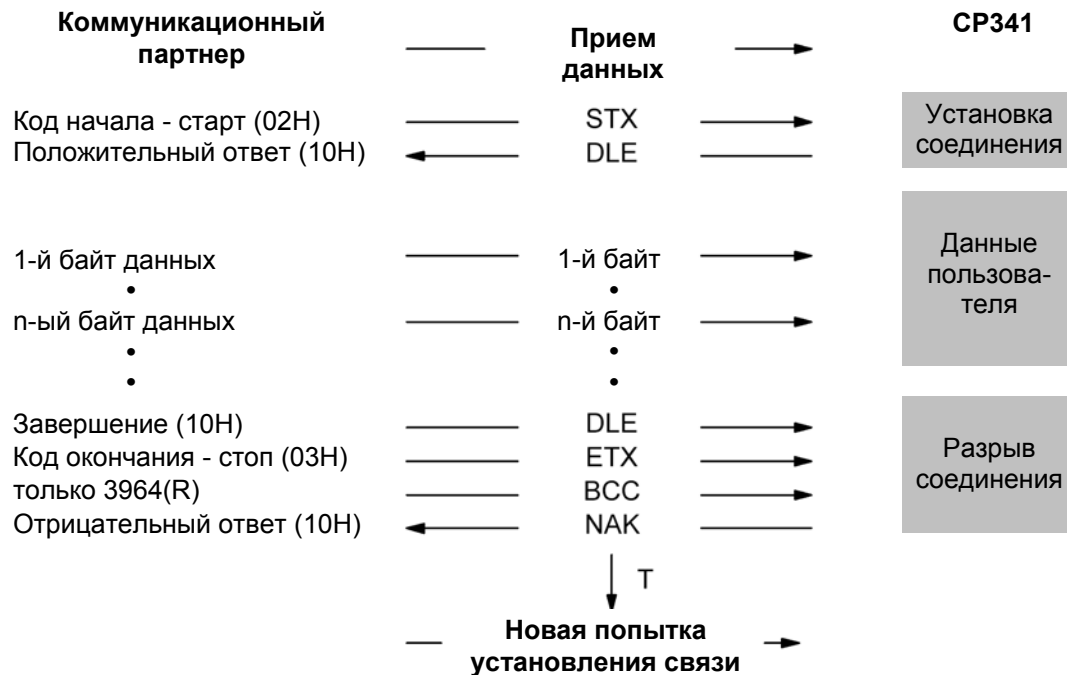 Коммуникационный партнер Прием данных CP341
Код начала - старт (02H) STX Установка соединения
Положительный ответ (10H) DLE
1-й байт данных 1-й байт Данные пользова-
• • теля
n-ый байт данных n-й байт
• •
• •
Завершение (10H) DLE
Код окончания - стоп (03H) ETX Разрыв соединения
только 3964(R) BCC
Отрицательный ответ (10H) NAK
T
Новая попытка
установления связи